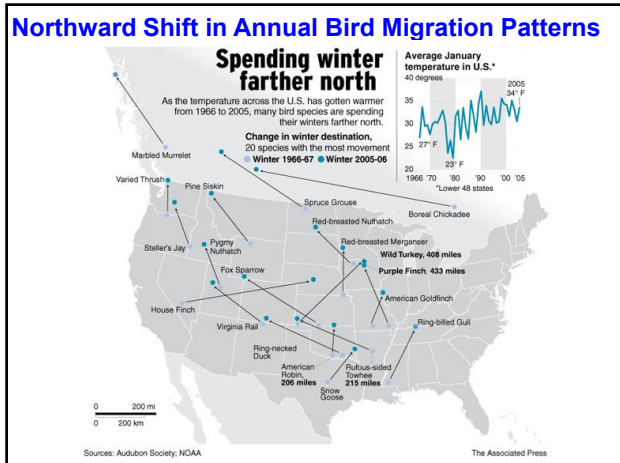 Northward Shift in Annual Bird Migration Patterns
Spending winter
farther north
As the temperature across the U.S. has gotten warmer
from 1966 to 2005, many bird species are spending
their winters farther north.
Change in winter destination,
20 species with the most movement
Winter 1966-67 Winter 2005-06
Average January
temperature in U.S.*
40 degrees
35
30
25
20
2005
34° F
27° F
23° F
1966 '70 '80 '90 '00 '05
*Lower 48 states
Marbled Murrelet
Varied Thrush
Pine Siskin
Spruce Grouse
Boreal Chickadee
Red-breasted Nuthatch
Steller's Jay
Pygmy
Nuthatch
Red-breasted Merganser
Wild Turkey, 408 miles
Purple Finch, 433 miles
Fox Sparrow
American Goldfinch
House Finch
Virginia Rail
Ring-billed Gull
Ring-necked
Duck
American
Robin,
206 miles
Rufous-sided
Towhee
215 miles
Snow
Goose
0 200 mi
0 200 km
Sources: Audubon Society; NOAA
The Associated Press